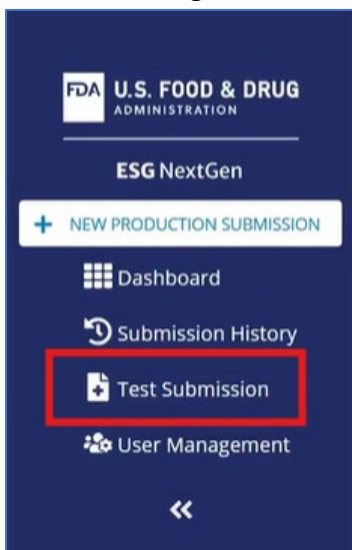 FDA U.S. FOOD & DRUG
ADMINISTRATION
ESG NextGen
+ NEW PRODUCTION SUBMISSION
Dashboard
Submission History
Test Submission
User Management